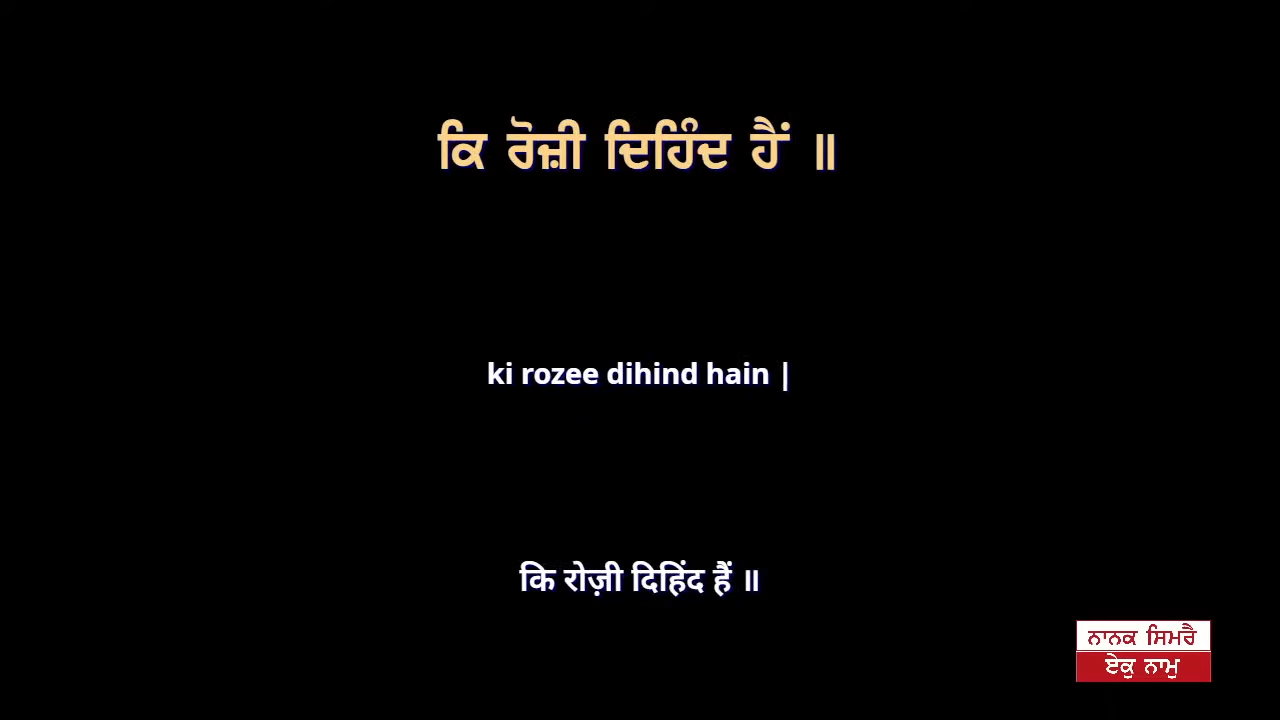 ਕਿ ਰੋਜ਼ੀ ਦਿਹਿੰਦ ਹੈਂ ॥
ki rozee dihind hain |
कि रोज़ी दिहिंद हैं ॥
ਨਾਨਕ ਸਿਮਰੈ
ਏਕੁ ਨਾਮੁ